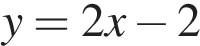 y = 2x − 2